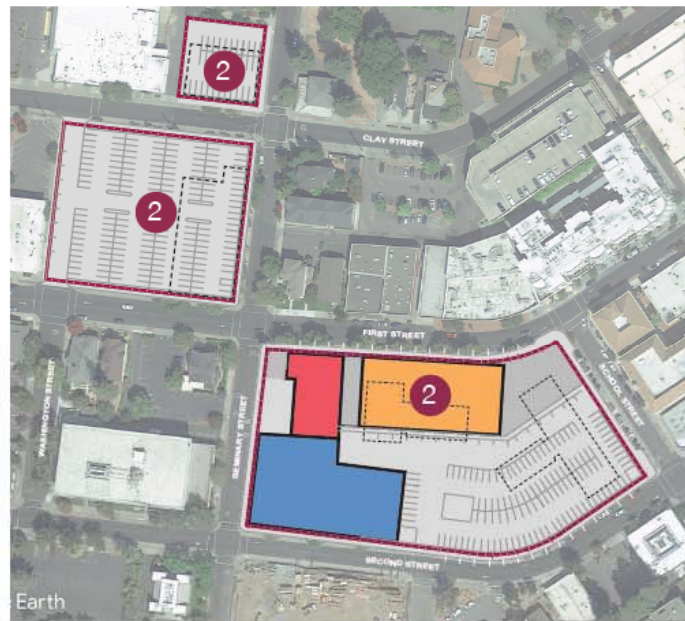 2
CLAY STREET
2
FIRST STREET
WASHINGTON STREET
SEMINARY STREET
2
SCHOOL STREET
SECOND STREET
Earth